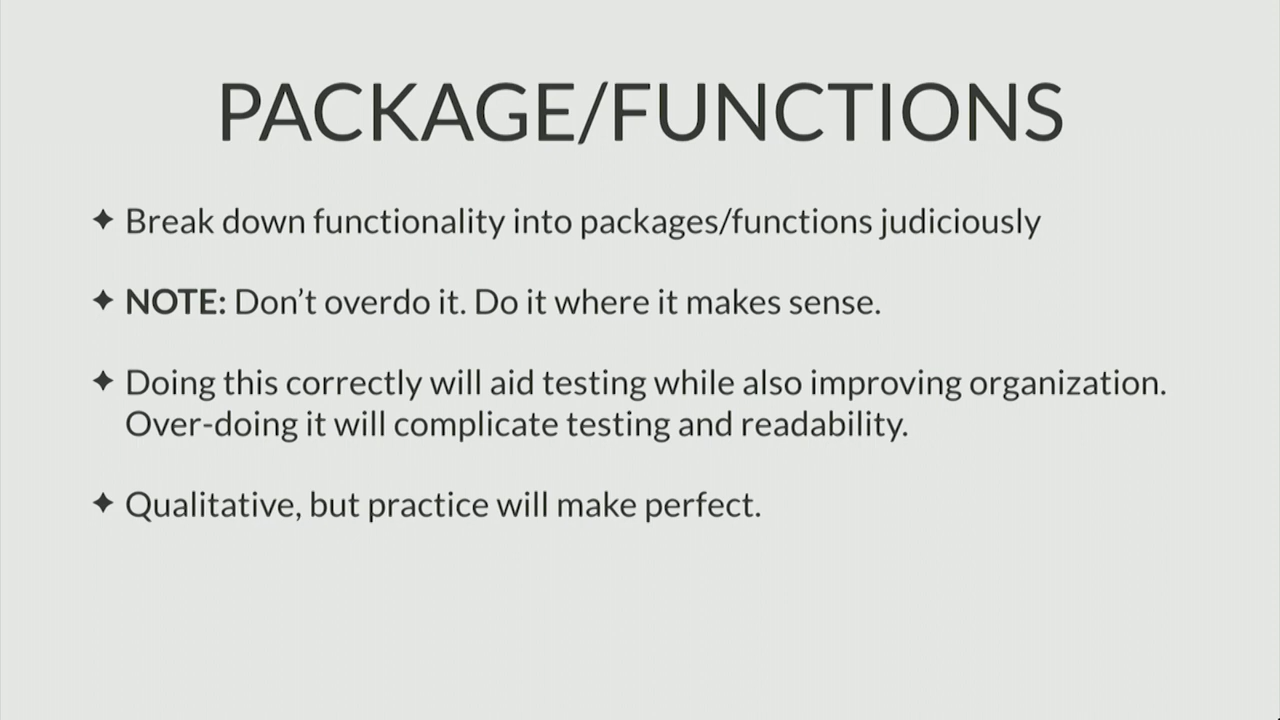 PACKAGE/FUNCTIONS
✦ Break down functionality into packages/functions judiciously
✦ NOTE: Don’t overdo it. Do it where it makes sense.
✦ Doing this correctly will aid testing while also improving organization.
Over-doing it will complicate testing and readability.
✦ Qualitative, but practice will make perfect.